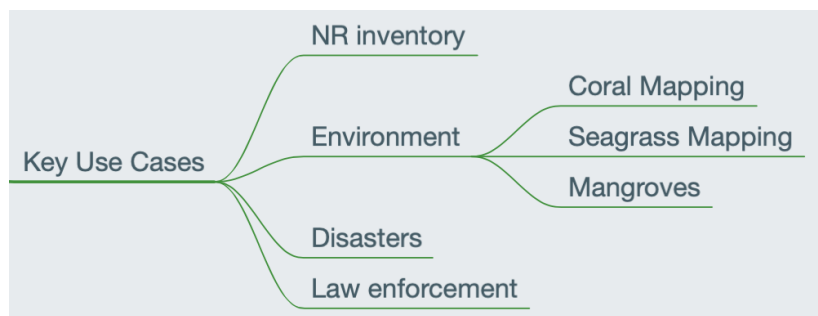 Key Use Cases
NR inventory
Environment
Coral Mapping
Seagrass Mapping
Mangroves
Disasters
Law enforcement